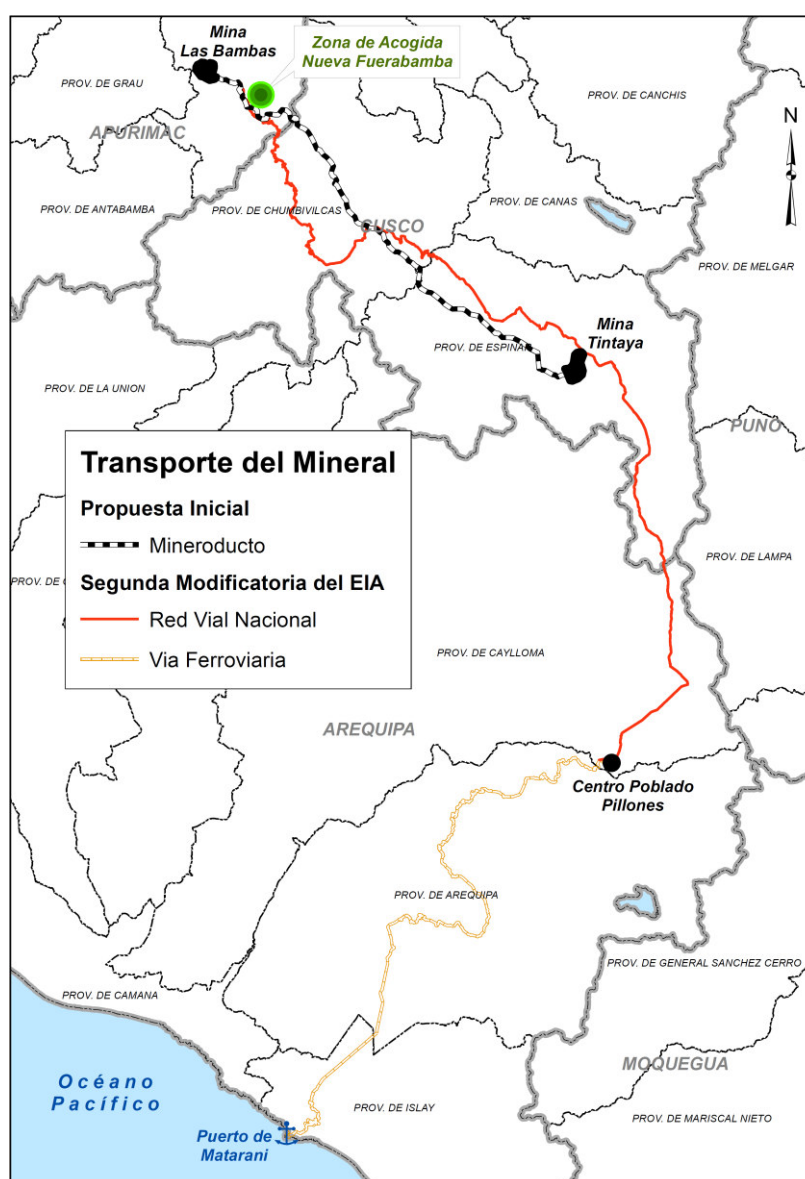 Mina
Las Bambas
Zona de Acogida
Nueva Fuerabamba
PROV. DE GRAU
PROV. DE CANCHIS
N
APURIMAC
PROV. DE ANTABAMBA
PROV. DE CHUMBIVILCAS
PROV. DE CANAS
CUSCO
PROV. DE MELGAR
Mina
Tintaya
PROV. DE ESPINAR
PROV. DE LA UNION
PUNO
Transporte del Mineral
Propuesta Inicial
Mineroducto
Segunda Modificatoria del EIA
Red Vial Nacional
Via Ferroviaria
PROV. DE LAMPA
PROV. DE
PROV. DE CAYLLOMA
AREQUIPA
Centro Poblado
Pillones
PROV. DE AREQUIPA
PROV. DE GENERAL SANCHEZ CERRO
PROV. DE CAMANA
MOQUEGUA
Océano
Pacífico
PROV. DE ISLAY
PROV. DE MARISCAL NIETO
Puerto de
Matarani